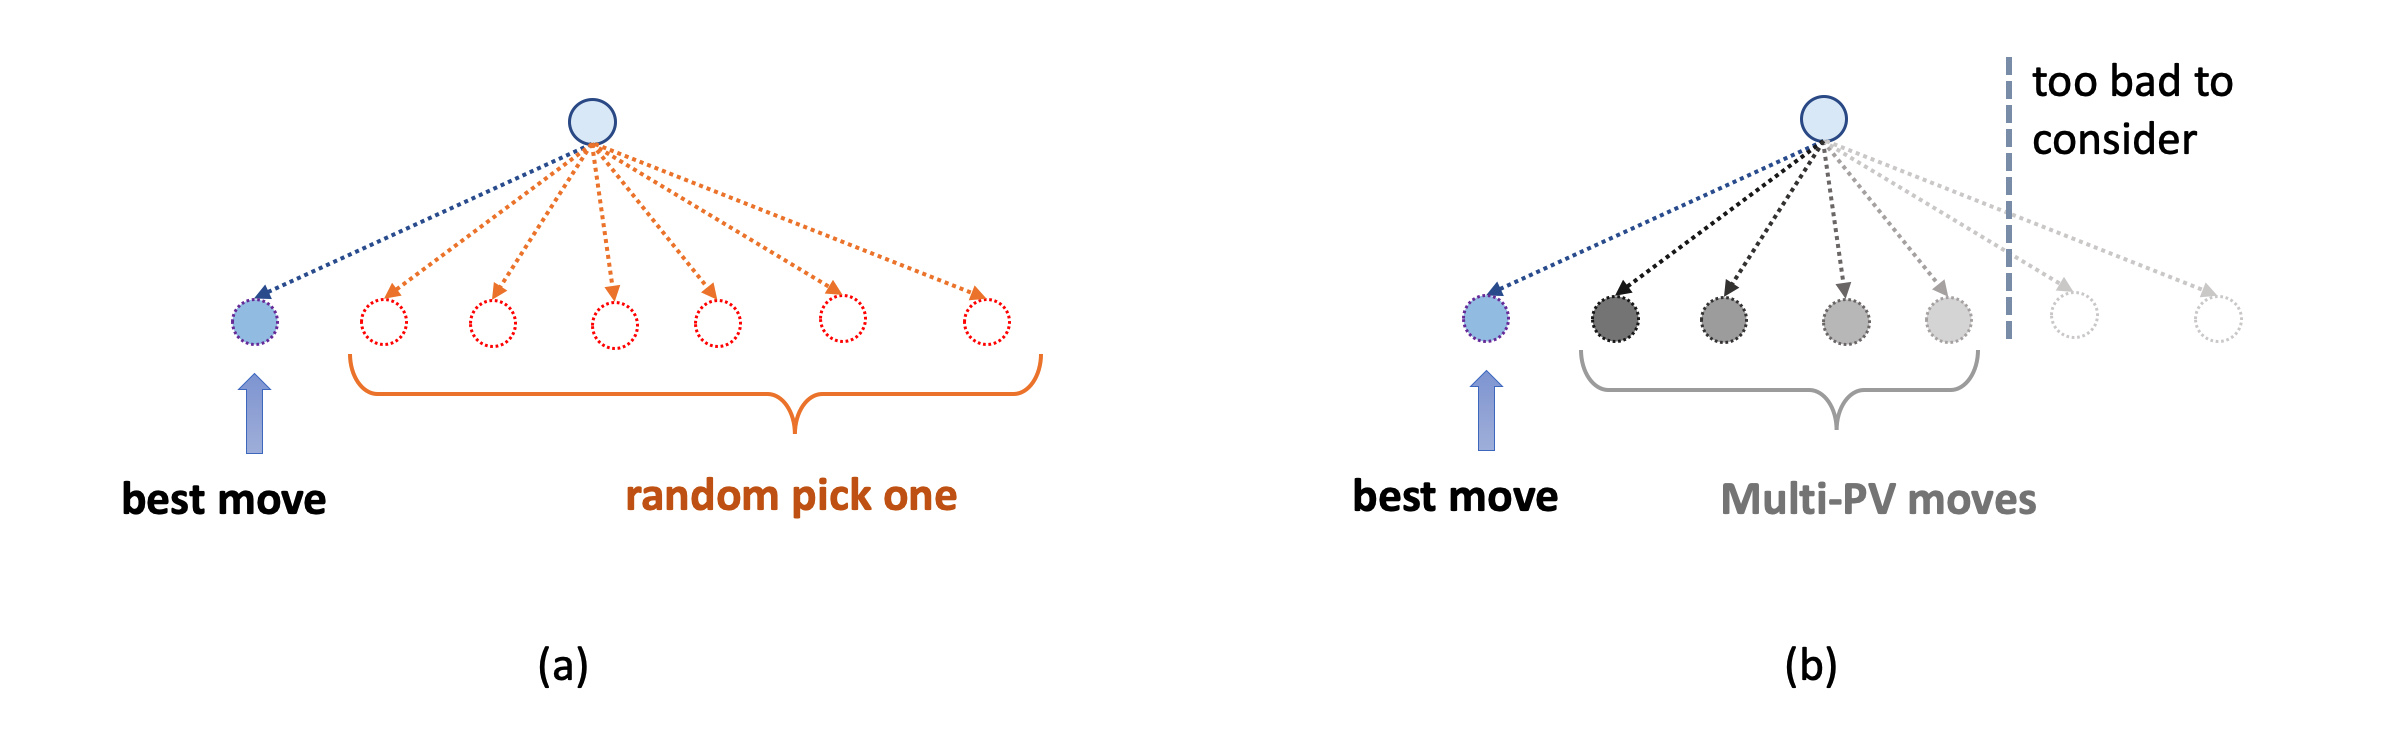 best move
random pick one
(a)
too bad to
consider
best move
Multi-PV moves
(b)